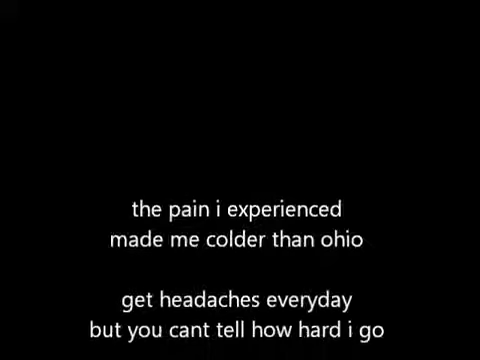 the pain i experienced
made me colder than ohio
get headaches everyday
but you cant tell how hard i go